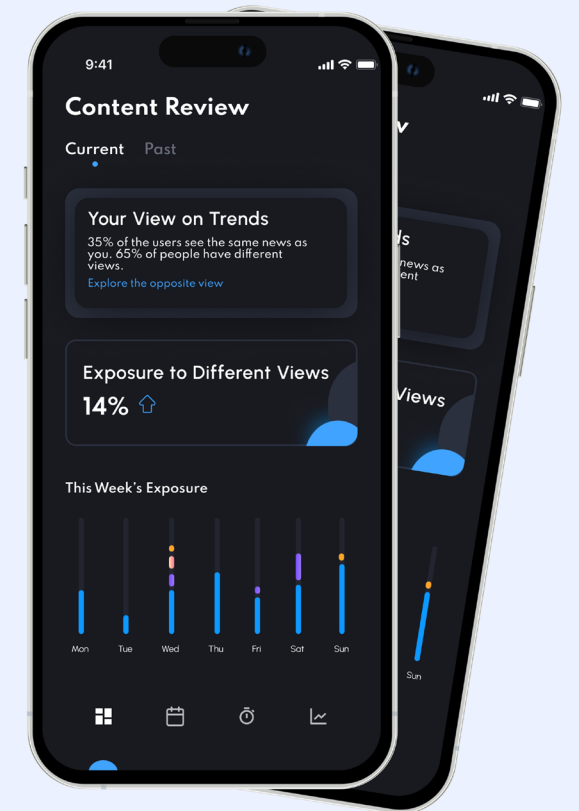 9:41
Content Review
Current Past
Your View on Trends
35% of the users see the same news as
you. 65% of people have different
views.
Explore the opposite view
Exposure to Different Views
14%
This Week's Exposure
Mon Tue Wed Thu Fri Sat Sun
news as
Views
Sun